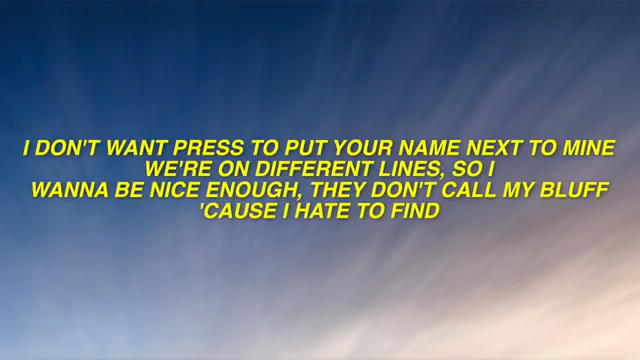 I DON'T WANT PRESS TO PUT YOUR NAME NEXT TO MINE
WE'RE ON DIFFERENT LINES, SO I
WANNA BE NICE ENOUGH, THEY DON'T CALL MY BLUFF
'CAUSE I HATE TO FIND